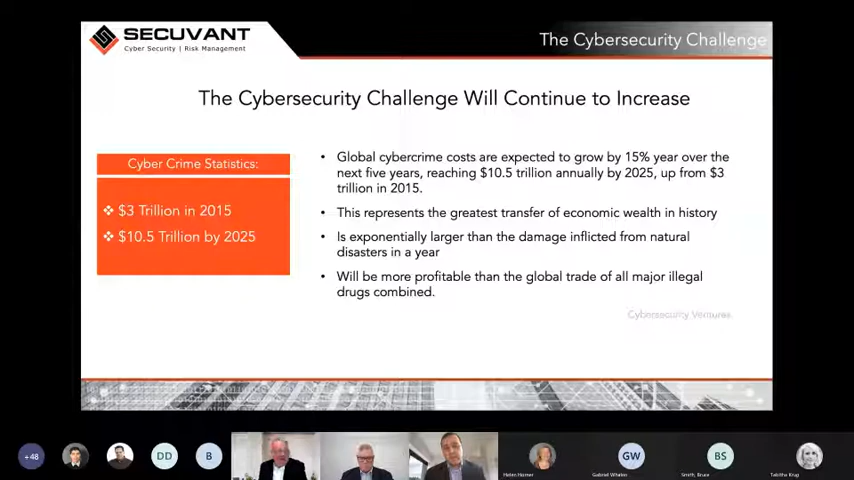 SECUVANT
Cyber Security | Risk Management
The Cybersecurity Challenge
The Cybersecurity Challenge Will Continue to Increase
Cyber Crime Statistics:
❖ $3 Trillion in 2015
❖ $10.5 Trillion by 2025
• Global cybercrime costs are expected to grow by 15% year over the
next five years, reaching $10.5 trillion annually by 2025, up from $3
trillion in 2015.
• This represents the greatest transfer of economic wealth in history
• Is exponentially larger than the damage inflicted from natural
disasters in a year
• Will be more profitable than the global trade of all major illegal
drugs combined.
Cybersecurity Ventures
+48
DD
B
GW
BS
Gabriel
Smith, Bruce
Tabitha